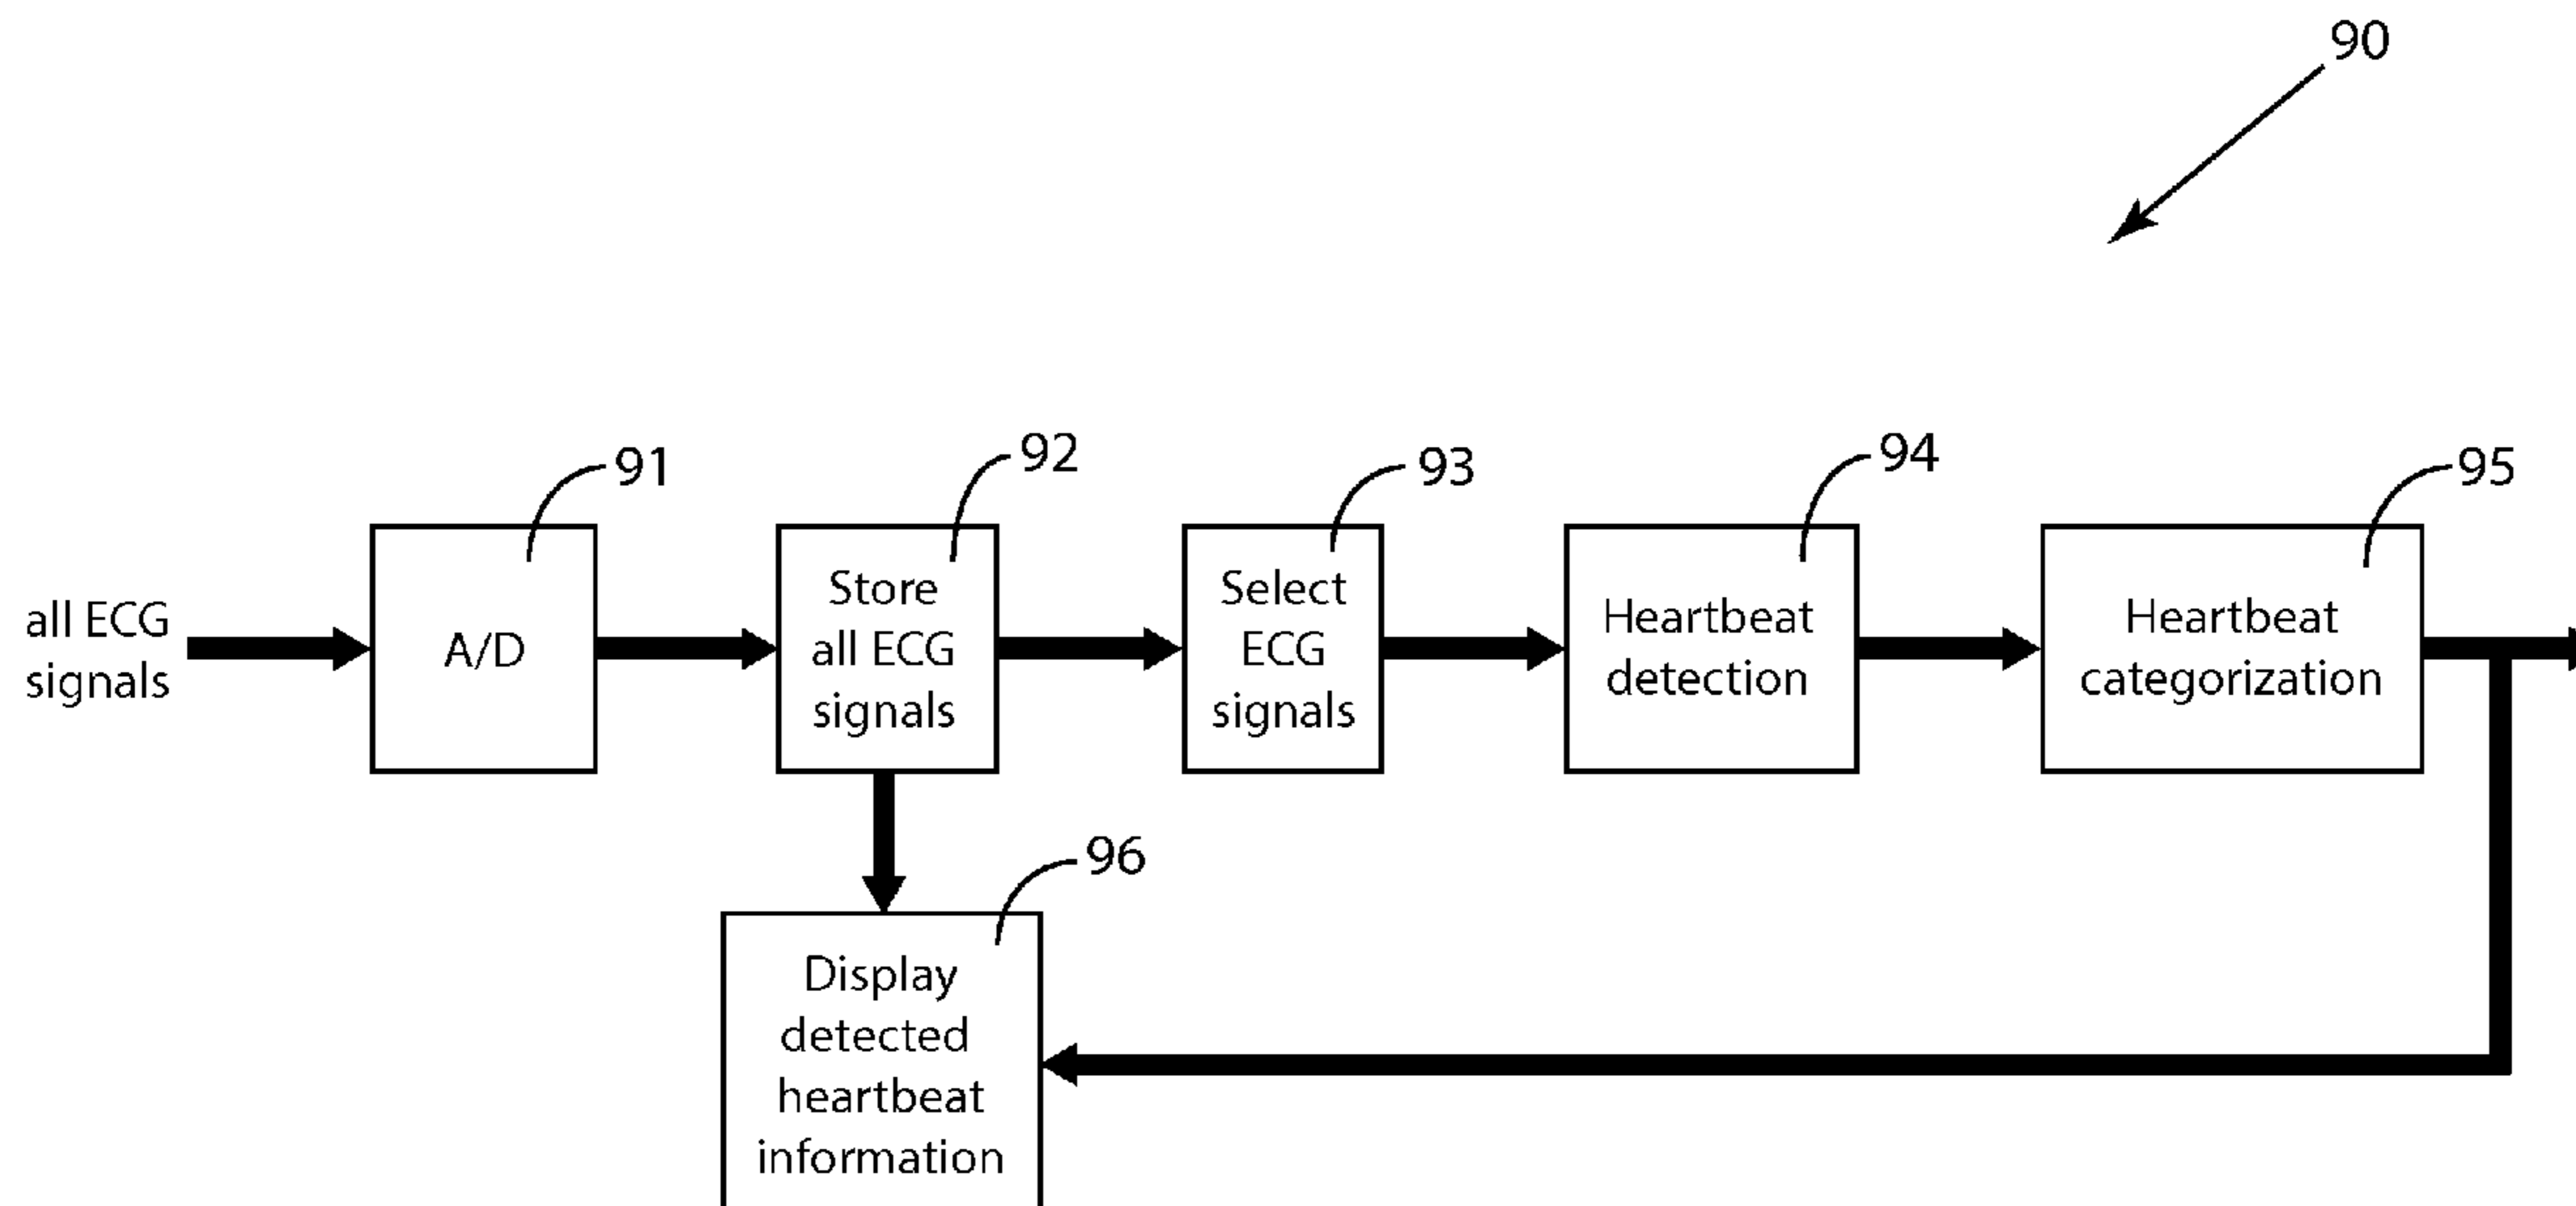 90
91
92
93
94
95
all ECG
signals
A/D
Store
all ECG
signals
Select
ECG
signals
Heartbeat
detection
Heartbeat
categorization
96
Display
detected
heartbeat
information